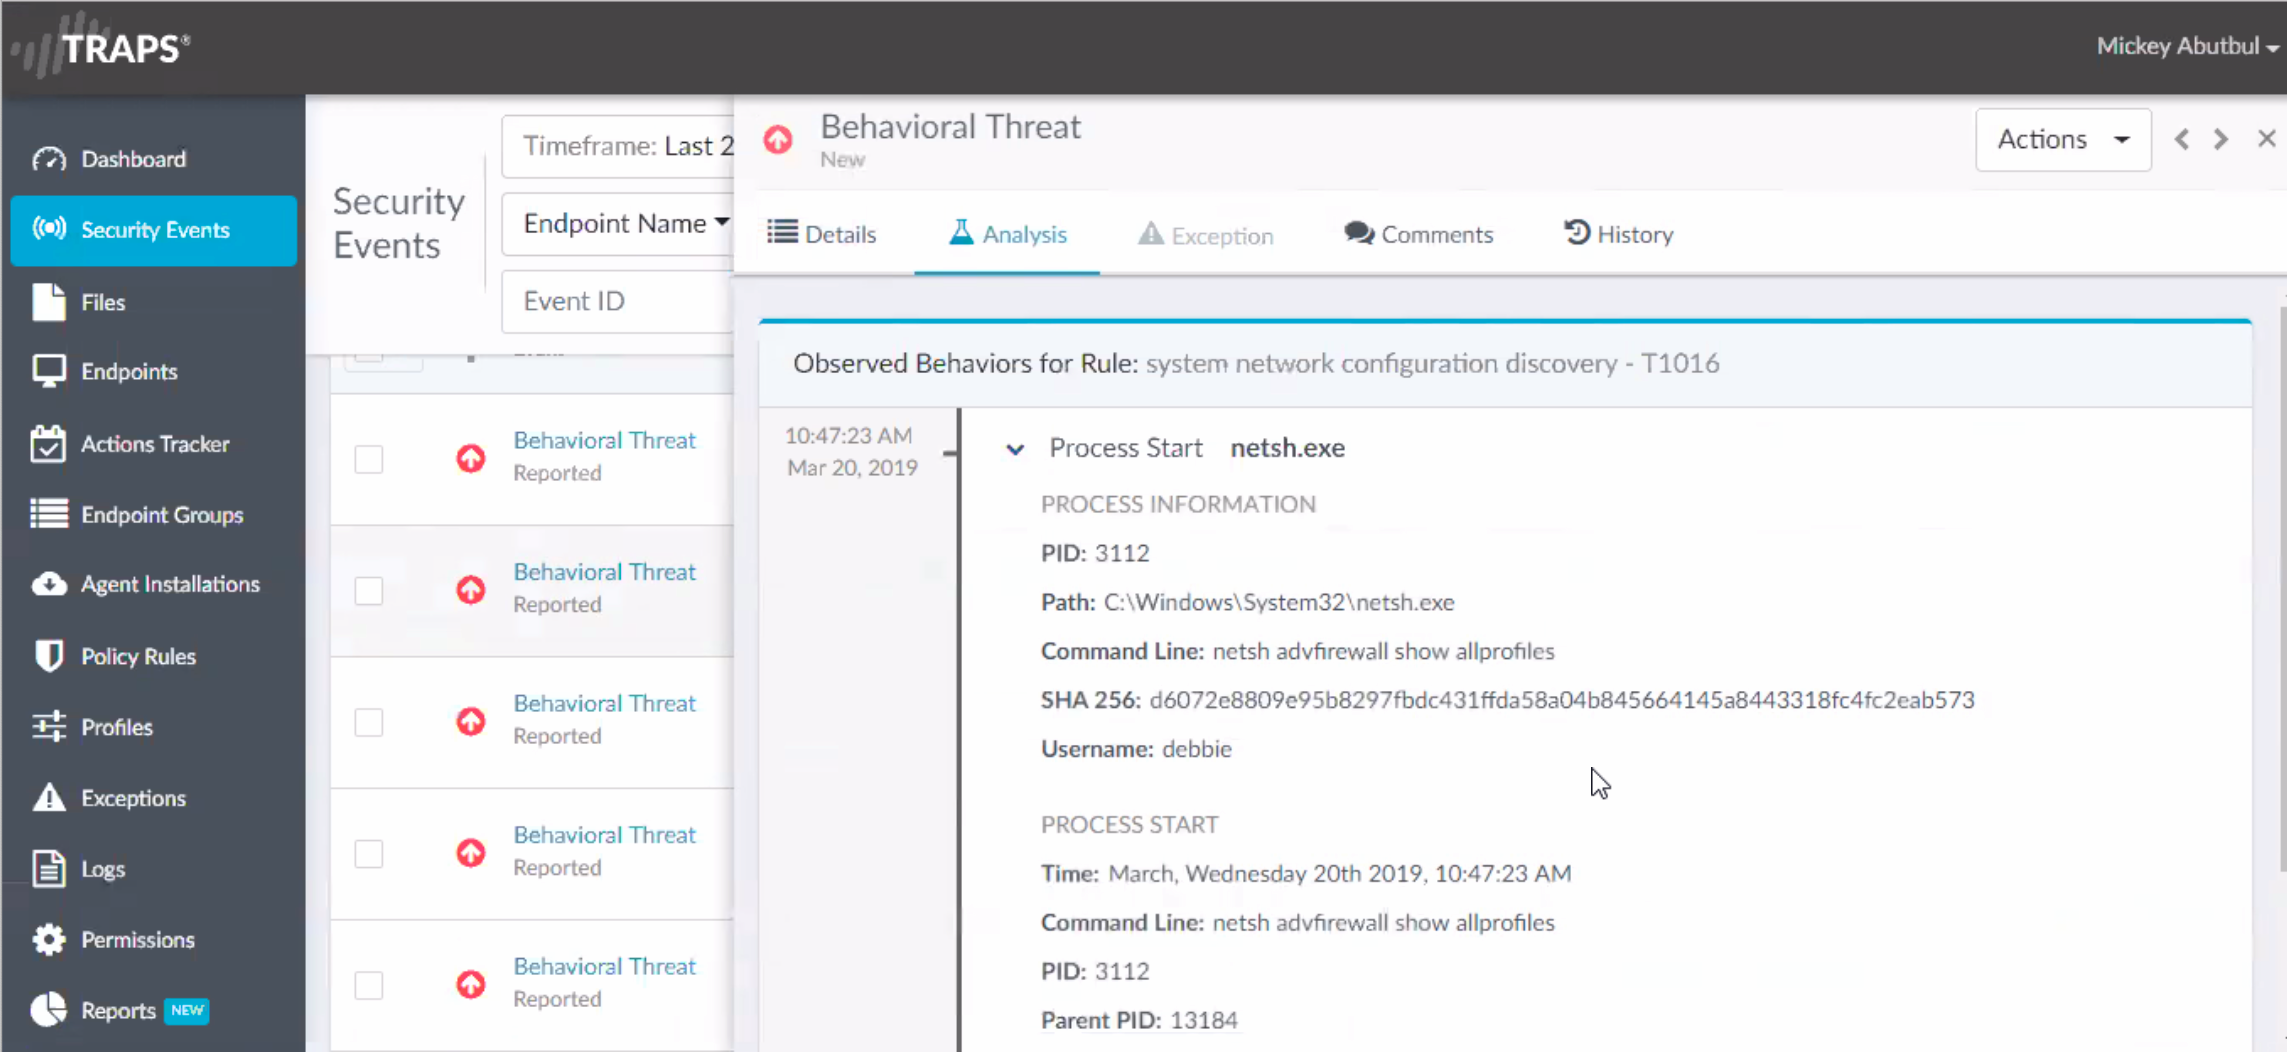 TRAPS®
Mickey Abutbul
Dashboard
Security Events
Files
Endpoints
Actions Tracker
Endpoint Groups
Agent Installations
Policy Rules
Profiles
Exceptions
Logs
Permissions
Reports NEW
Security
Events
Timeframe: Last 2
Endpoint Name
Event ID
Behavioral Threat
Reported
Behavioral Threat
Reported
Behavioral Threat
Reported
Behavioral Threat
Reported
Behavioral Threat
Reported
Behavioral Threat
New
Actions
Details
Analysis
Exception
Comments
History
Observed Behaviors for Rule: system network configuration discovery - T1016
10:47:23 AM
Mar 20, 2019
Process Start netsh.exe
PROCESS INFORMATION
PID: 3112
Path: C:\Windows\System32\netsh.exe
Command Line: netsh advfirewall show allprofiles
SHA 256: d6072e8809e95b8297fbdc431ffda58a04b845664145a8443318fc4fc2eab573
Username: debbie
PROCESS START
Time: March, Wednesday 20th 2019, 10:47:23 AM
Command Line: netsh advfirewall show allprofiles
PID: 3112
Parent PID: 13184